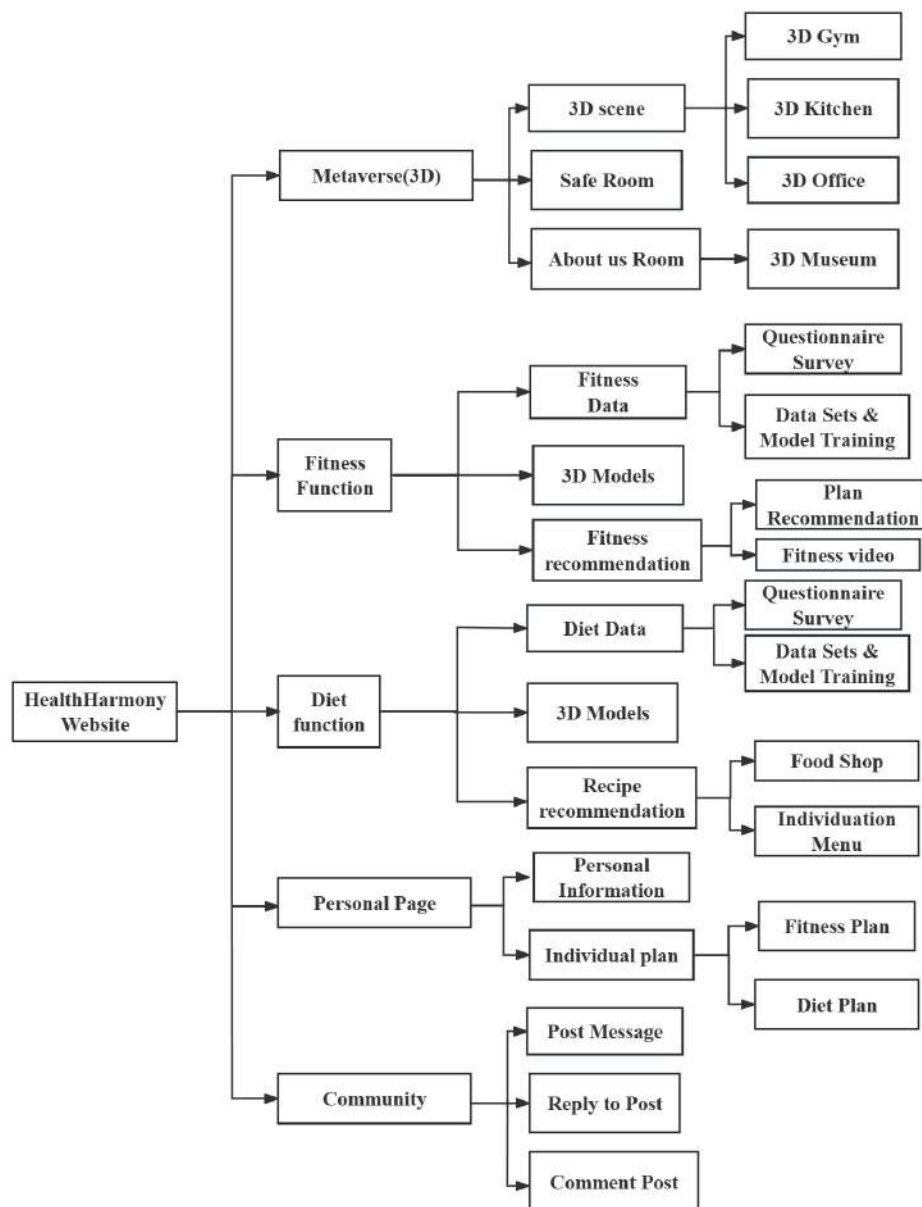 3D Gym
3D scene
3D Kitchen
Metaverse(3D)
Safe Room
3D Office
About us Room
3D Museum
Questionnaire
Survey
Fitness
Data
Data Sets &
Model Training
Fitness
Function
3D Models
Plan
Recommendation
Fitness
recommendation
Fitness video
Questionnaire
Survey
Diet Data
Data Sets &
Model Training
HealthHarmony
Website
Diet
function
3D Models
Food Shop
Recipe
recommendation
Individuation
Menu
Personal
Information
Personal Page
Fitness Plan
Individual plan
Diet Plan
Post Message
Community
Reply to Post
Comment Post